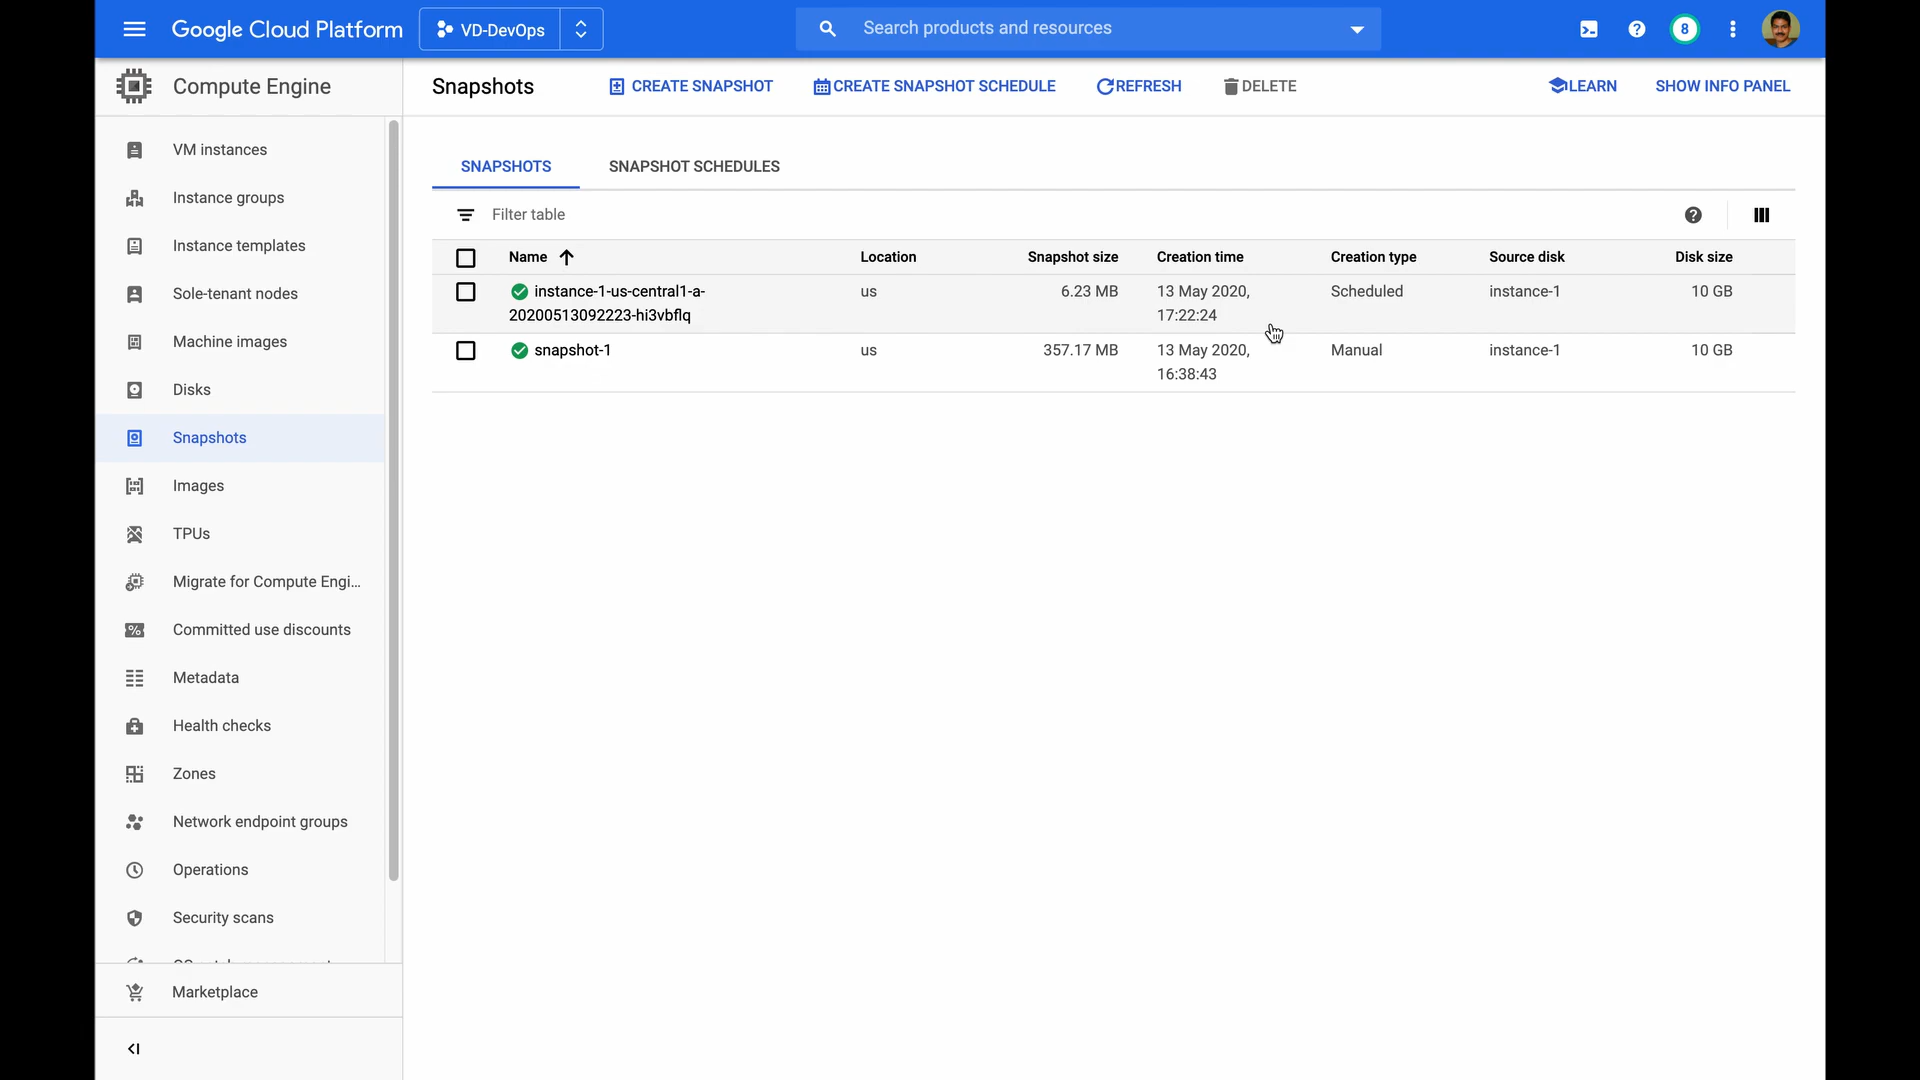 Google Cloud Platform
VD-DevOps
Search products and resources
8
Compute Engine
Snapshots
CREATE SNAPSHOT
CREATE SNAPSHOT SCHEDULE
REFRESH
DELETE
LEARN
SHOW INFO PANEL
VM instances
Instance groups
Instance templates
Sole-tenant nodes
Machine images
Disks
Snapshots
Images
TPUs
Migrate for Compute Engi...
Committed use discounts
Metadata
Health checks
Zones
Network endpoint groups
Operations
Security scans
Marketplace
SNAPSHOTS
SNAPSHOT SCHEDULES
Filter table
Name
Location
Snapshot size
Creation time
Creation type
Source disk
Disk size
instance-1-us-central1-a-
20200513092223-hi3vbflq
us
6.23 MB
13 May 2020,
17:22:24
Scheduled
instance-1
10 GB
snapshot-1
us
357.17 MB
13 May 2020,
16:38:43
Manual
instance-1
10 GB